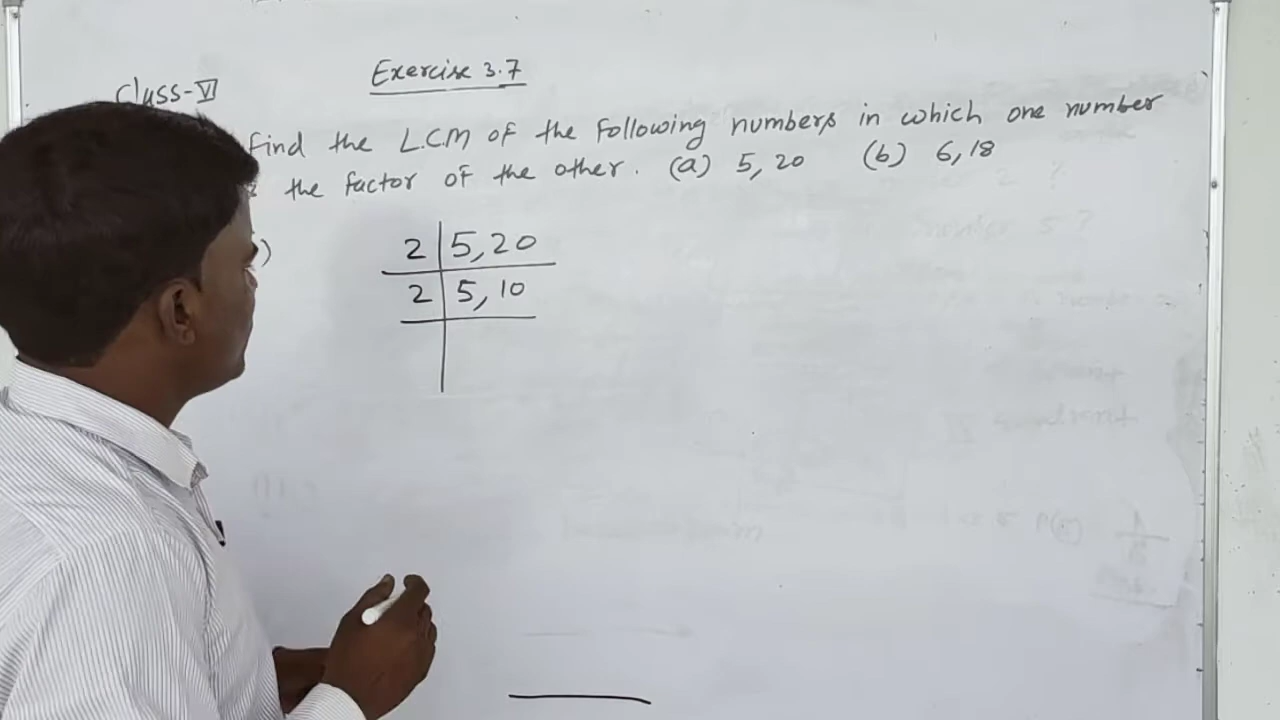 Class-VI
Exercise 3.7
Find the L.C.M of the following numbers in which one number
the factor of the other. (a) 5,20 (b) 6,18
)
2 | 5,20
2 | 5, 10